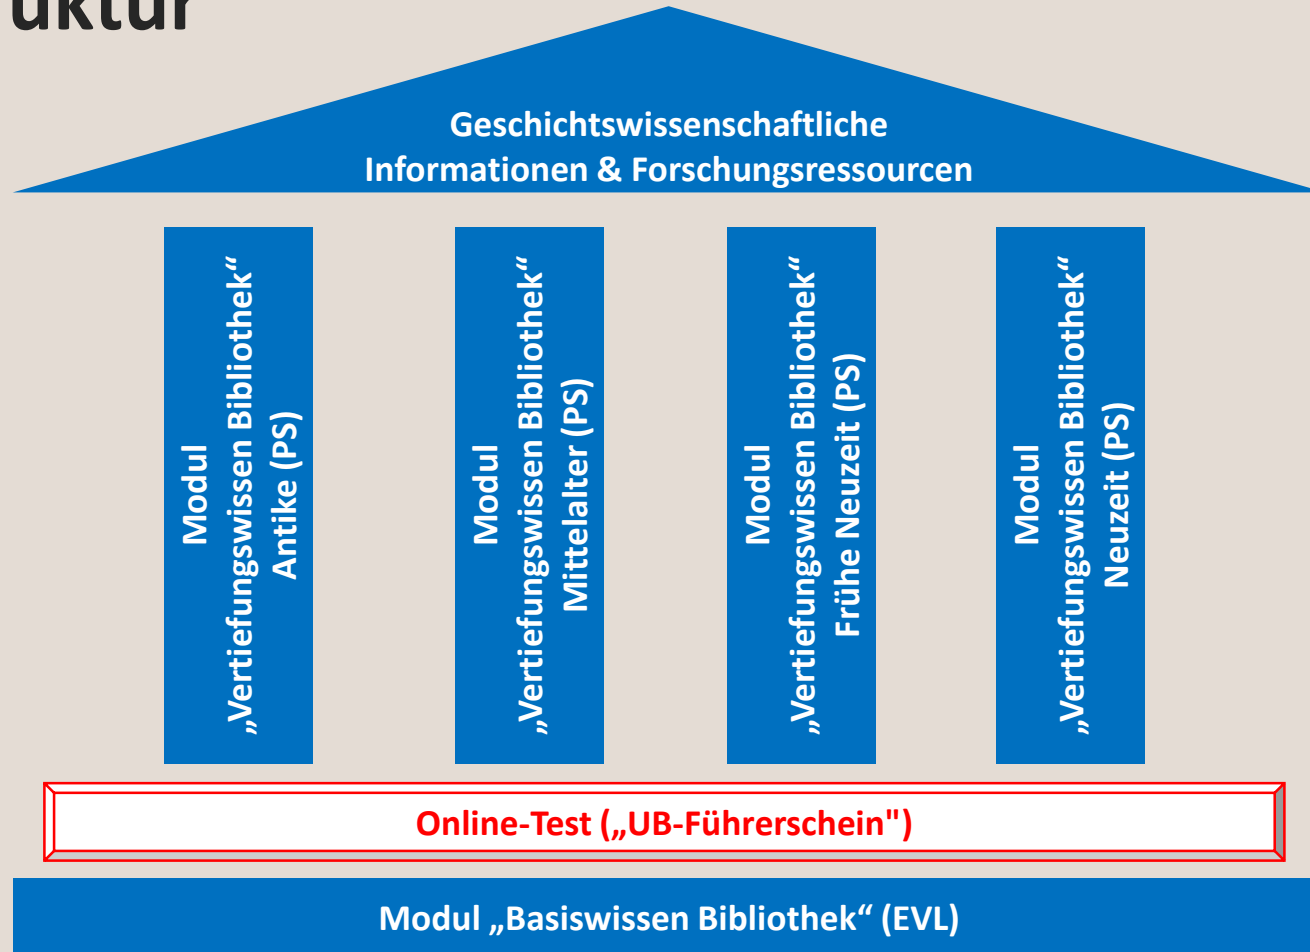 uktur
Geschichtswissenschaftliche
Informationen & Forschungsressourcen
Modul
„Vertiefungswissen Bibliothek“
Antike (PS)
Modul
„Vertiefungswissen Bibliothek“
Mittelalter (PS)
Modul
„Vertiefungswissen Bibliothek“
Frühe Neuzeit (PS)
Modul
„Vertiefungswissen Bibliothek“
Neuzeit (PS)
Online-Test („UB-Führerschein")
Modul „Basiswissen Bibliothek“ (EVL)